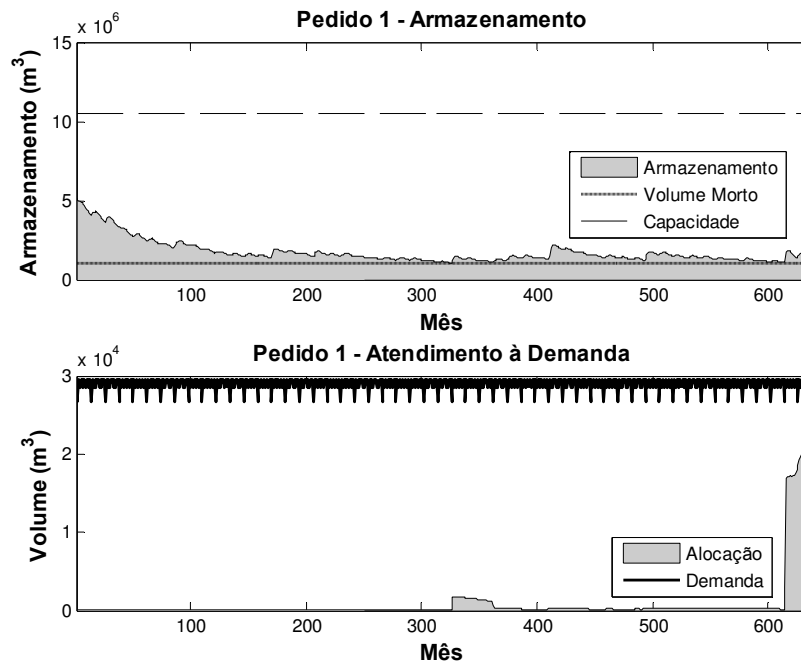 Pedido 1 - Armazenamento
x 10^6
15
10
5
0
Armazenamento (m^3)
Armazenamento
Volume Morto
Capacidade
100 200 300 400 500 600
Mês
Pedido 1 - Atendimento à Demanda
x 10^4
3
2
1
0
Volume (m^3)
Alocação
Demanda
100 200 300 400 500 600
Mês